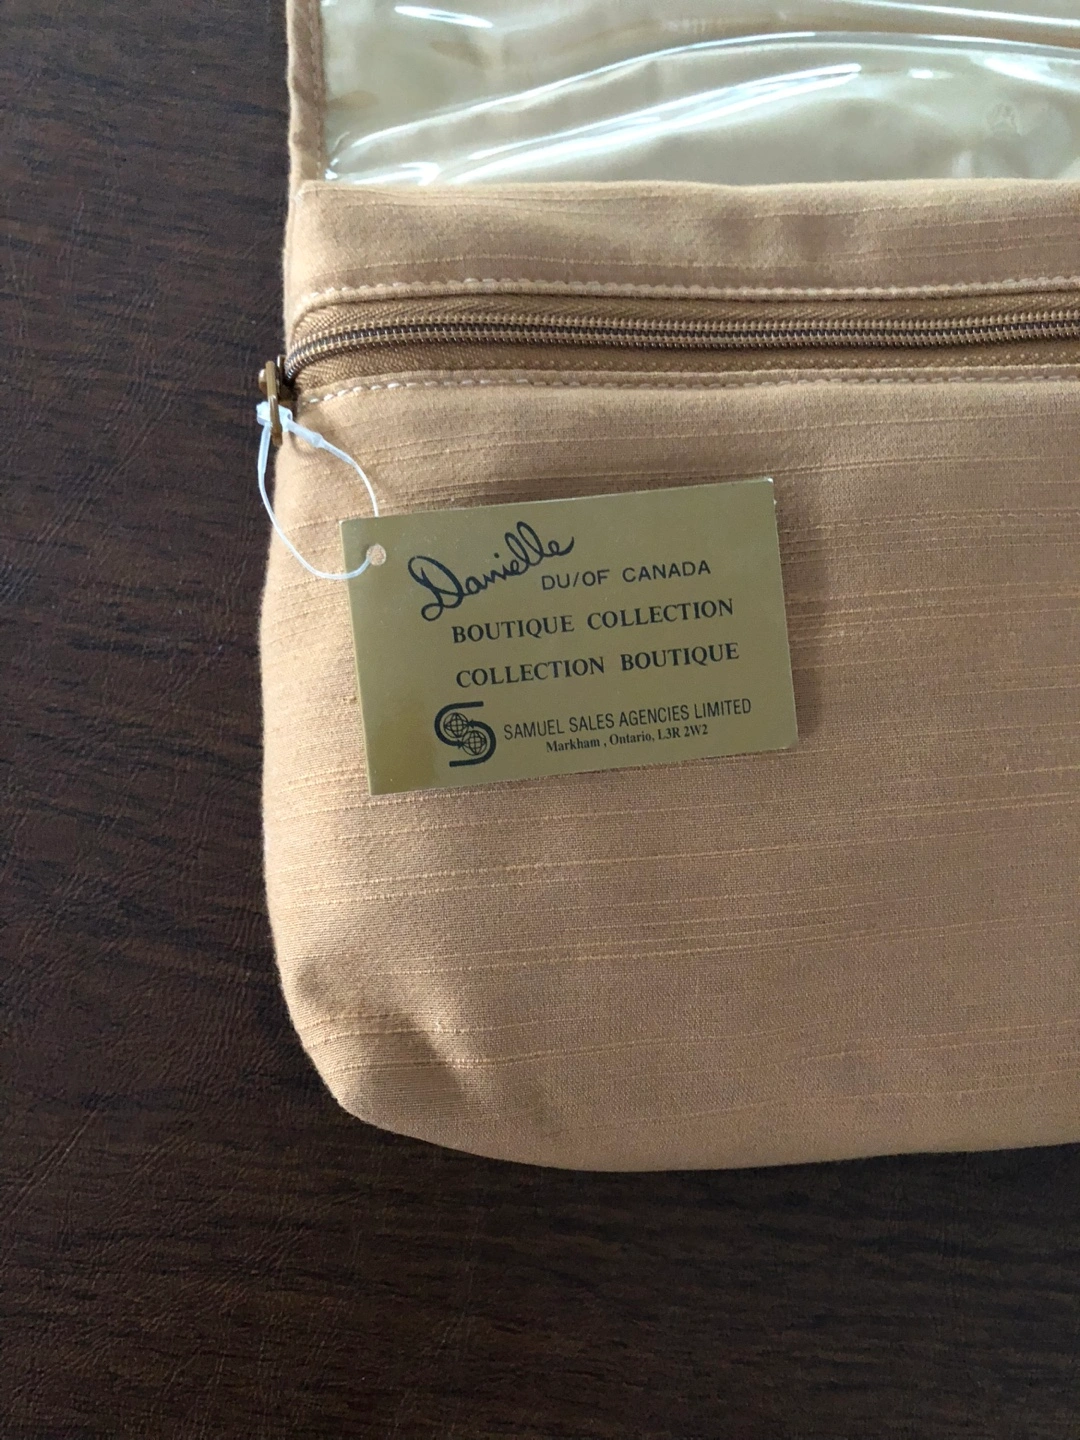 Danielle
DU/OF CANADA
BOUTIQUE COLLECTION
COLLECTION BOUTIQUE
SAMUEL SALES AGENCIES LIMITED
Markham , Ontario, L3R 2W2